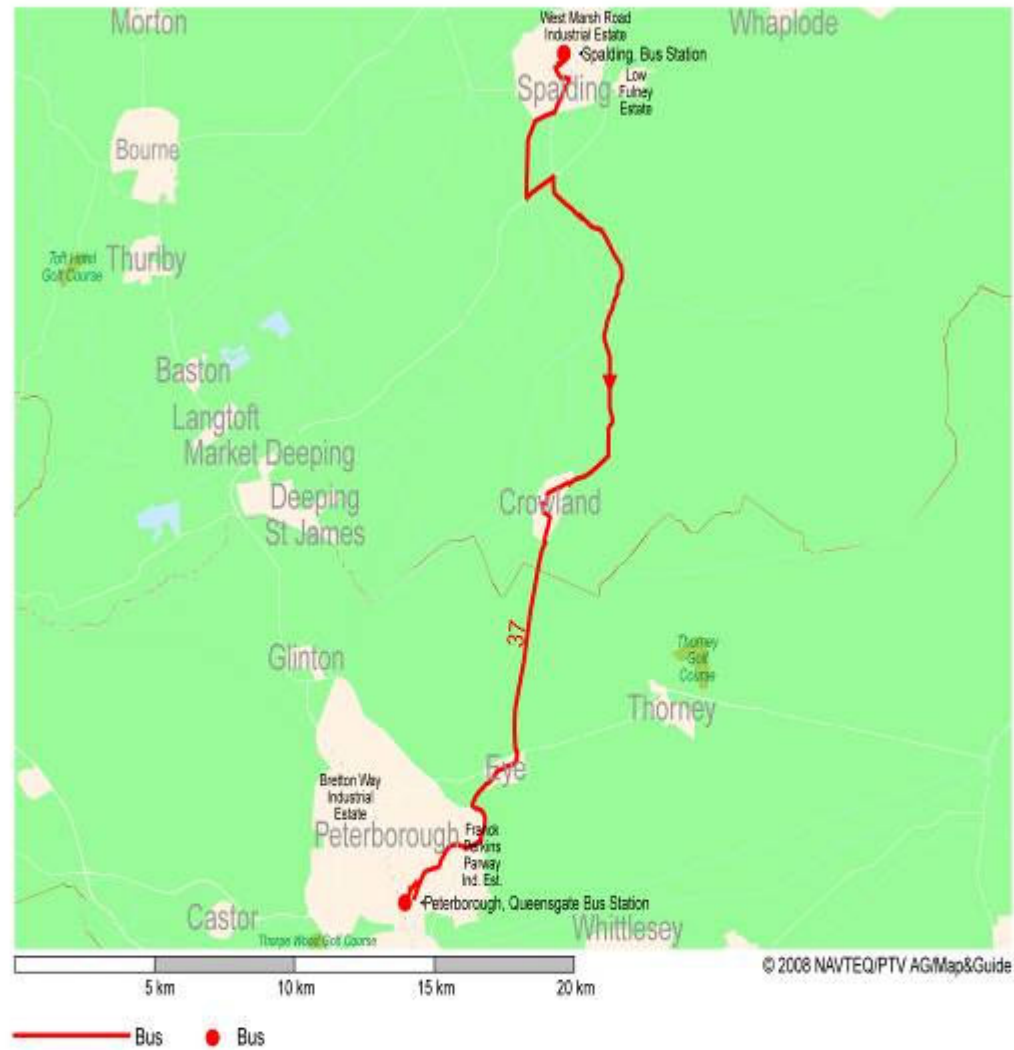 Morton
West Marsh Road
Industrial Estate
Whaplode
Spalding, Bus Station
Spalding
Low
Fulney
Estate
Bourne
Toft Hotel
Golf Course
Thurlby
Baston
Langtoft
Market Deeping
Deeping
St James
Crowland
37
Glinton
Thorney
Golf
Course
Thorney
Eye
Bretton Way
Industrial
Estate
Peterborough
Franck
Perkins
Parway
Ind. Est.
Peterborough, Queensgate Bus Station
Castor
Thorpe Wood Golf Course
Whittlesey
5 km
10 km
15 km
20 km
© 2008 NAVTEQ/PTV AG/Map&Guide
Bus
Bus